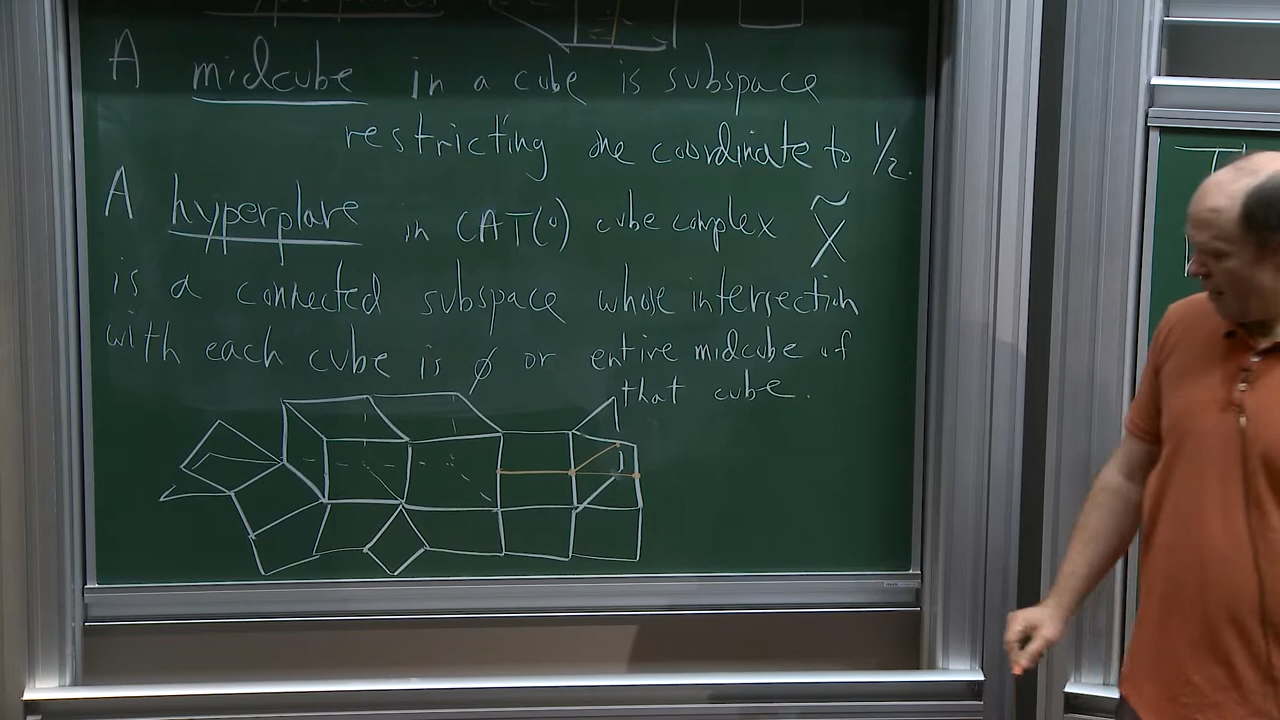 A midcube in a cube is subspace
restricting one coordinate to 1/2.
A hyperplane in CAT(0) cube complex X̃
is a connected subspace whose intersection
with each cube is ∅ or entire midcube of
that cube.